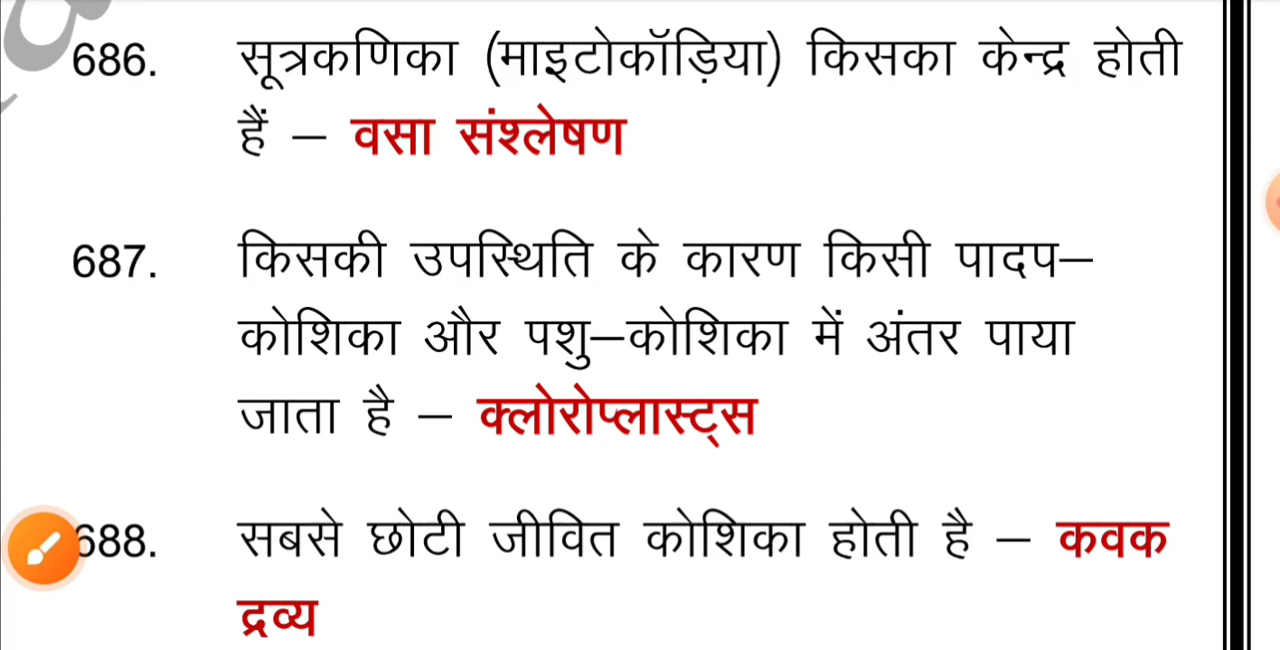 686. सूत्रकणिका (माइटोकॉड़िया) किसका केन्द्र होती
हैं – वसा संश्लेषण
687. किसकी उपस्थिति के कारण किसी पादप–
कोशिका और पशु–कोशिका में अंतर पाया
जाता है – क्लोरोप्लास्ट्स
688. सबसे छोटी जीवित कोशिका होती है – कवक
द्रव्य